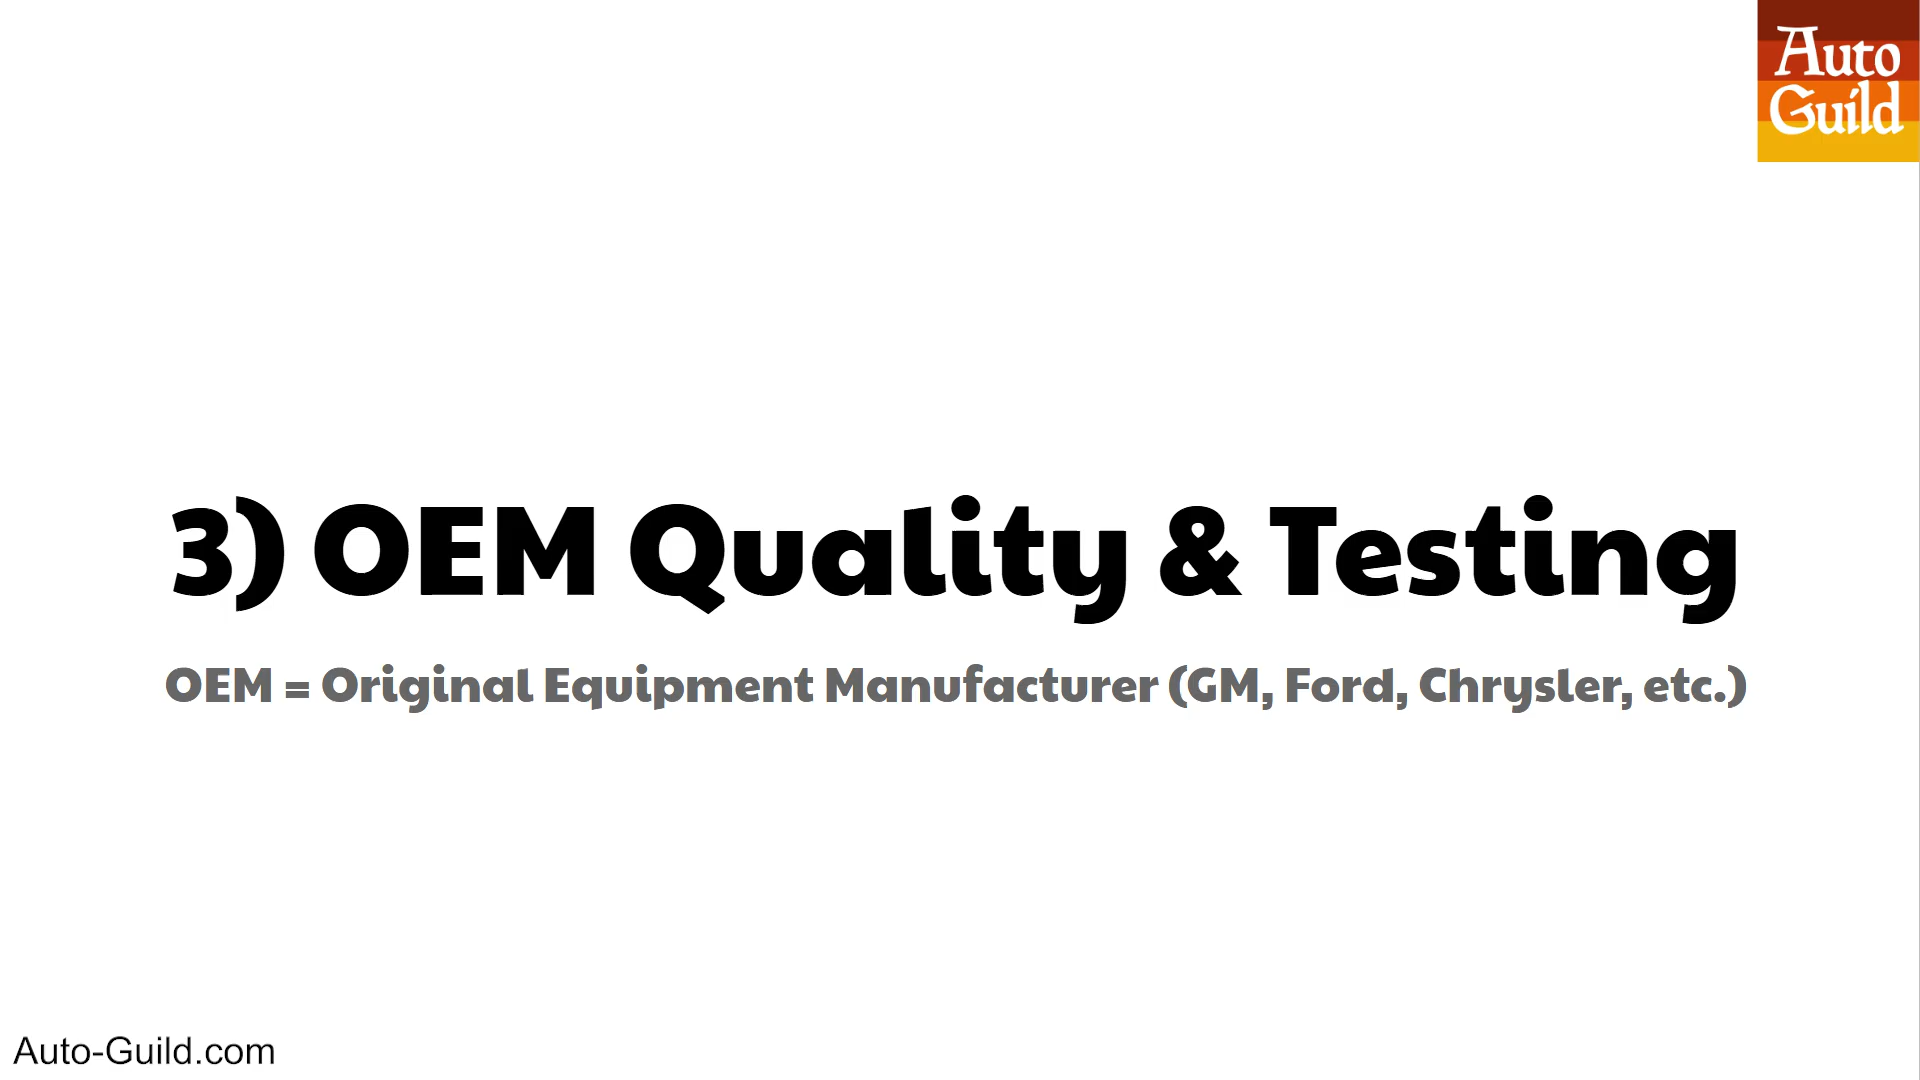 Auto
Guild
3) OEM Quality & Testing
OEM = Original Equipment Manufacturer (GM, Ford, Chrysler, etc.)
Auto-Guild.com